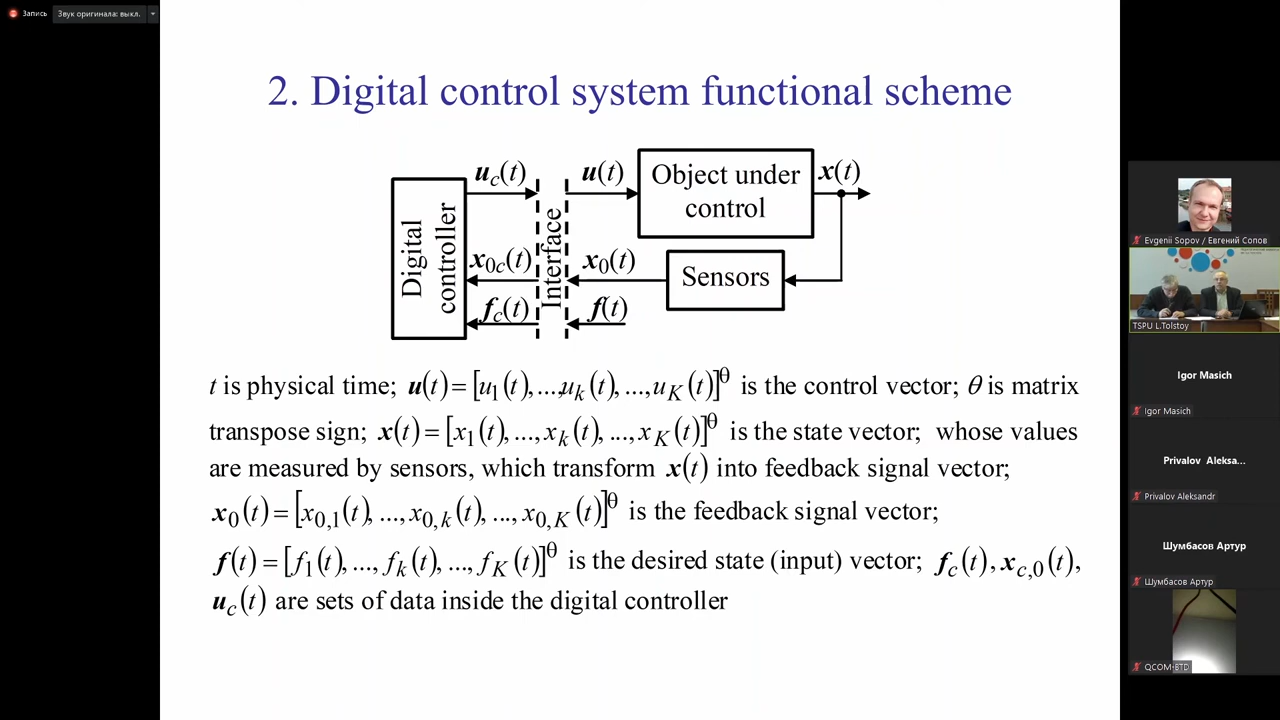 Запись
Звук оригинала: выкл.
2. Digital control system functional scheme
Digital
controller
u_c(t)
x_0c(t)
f_c(t)
Interface
u(t)
x_0(t)
f(t)
Object under
control
x(t)
Sensors
t is physical time; u(t) = [u_1(t),...,u_k(t), ...,u_K(t)]^θ is the control vector; θ is matrix
transpose sign; x(t) = [x_1(t), ..., x_k(t), ..., x_K(t)]^θ is the state vector; whose values
are measured by sensors, which transform x(t) into feedback signal vector;
x_0(t) = [x_0,1(t), ..., x_0,k(t), ..., x_0,K(t)]^θ is the feedback signal vector;
f(t) = [f_1(t), ..., f_k(t), ..., f_K(t)]^θ is the desired state (input) vector; f_c(t), x_c,0(t),
u_c(t) are sets of data inside the digital controller
Evgenii Sopov / Евгений Сопов
TSPU L.Tolstoy
Igor Masich
Igor Masich
Privalov Aleksa...
Privalov Aleksandr
Шумбасов Артур
Шумбасов Артур
QCOM-BTD